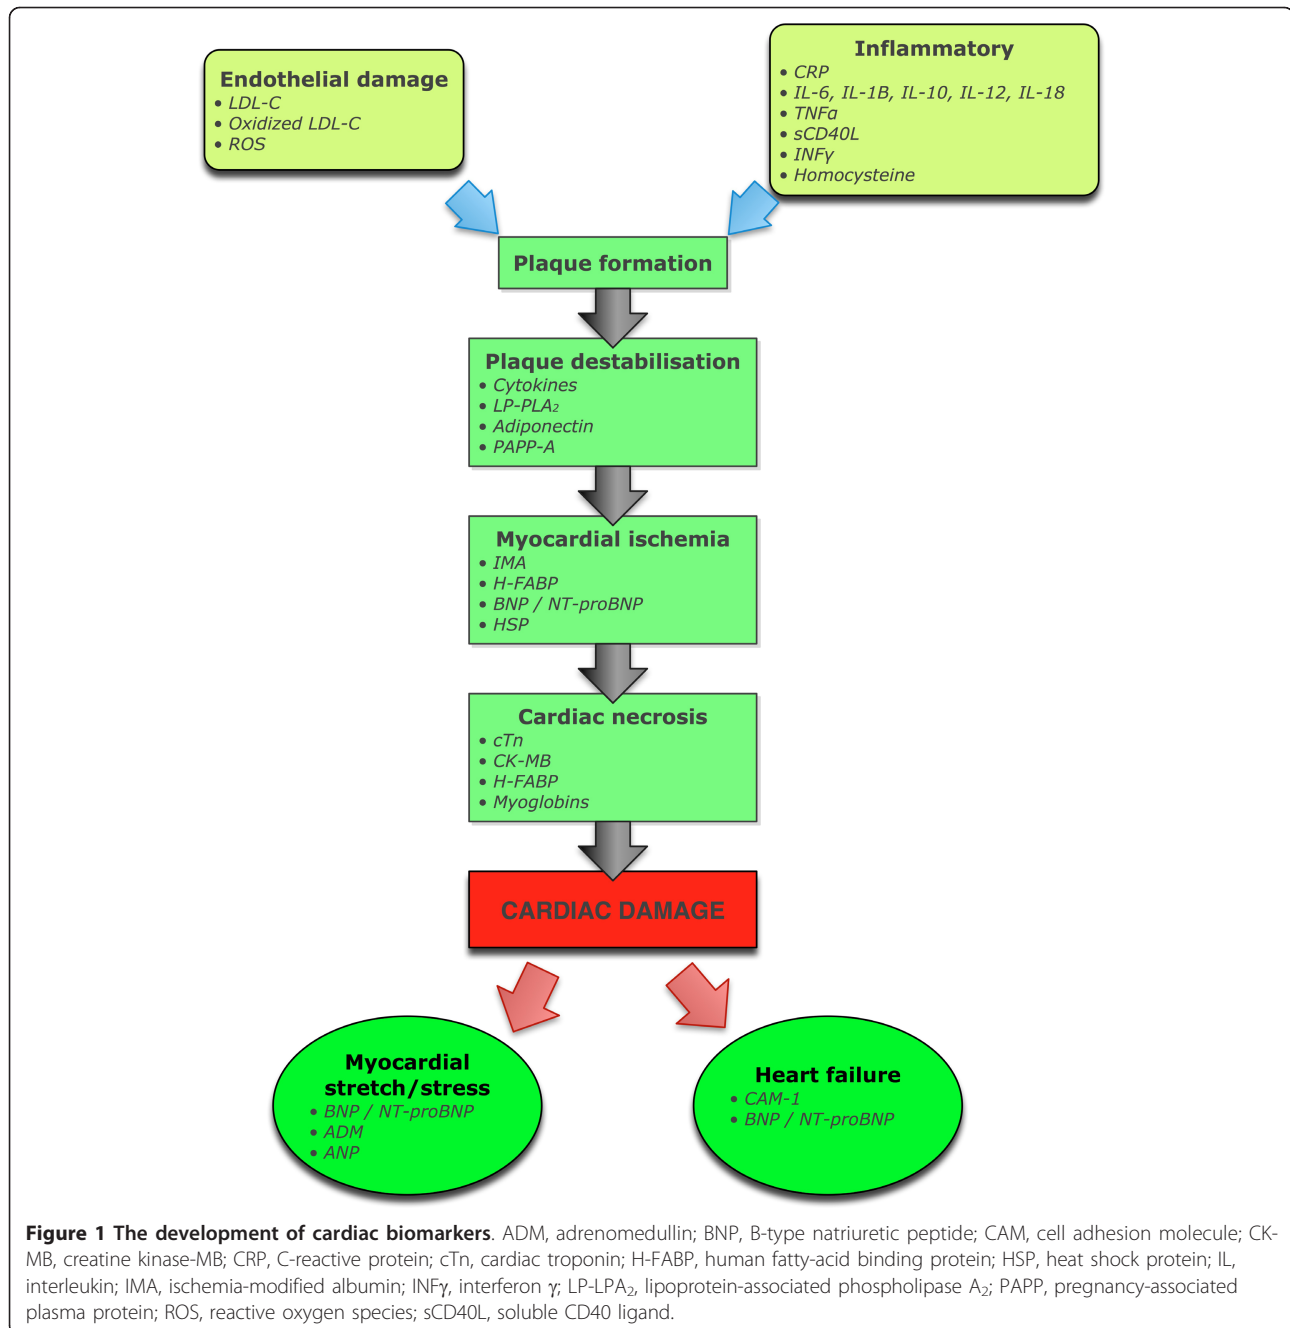 Endothelial damage
• LDL-C
• Oxidized LDL-C
• ROS
Inflammatory
• CRP
• IL-6, IL-1B, IL-10, IL-12, IL-18
• TNFα
• sCD40L
• INFγ
• Homocysteine
Plaque formation
Plaque destabilisation
• Cytokines
• LP-PLA₂
• Adiponectin
• PAPP-A
Myocardial ischemia
• IMA
• H-FABP
• BNP / NT-proBNP
• HSP
Cardiac necrosis
• cTn
• CK-MB
• H-FABP
• Myoglobins
CARDIAC DAMAGE
Myocardial
stretch/stress
• BNP / NT-proBNP
• ADM
• ANP
Heart failure
• CAM-1
• BNP / NT-proBNP
Figure 1 The development of cardiac biomarkers. ADM, adrenomedullin; BNP, B-type natriuretic peptide; CAM, cell adhesion molecule; CK-
MB, creatine kinase-MB; CRP, C-reactive protein; cTn, cardiac troponin; H-FABP, human fatty-acid binding protein; HSP, heat shock protein; IL,
interleukin; IMA, ischemia-modified albumin; INFγ, interferon γ; LP-LPA₂, lipoprotein-associated phospholipase A₂; PAPP, pregnancy-associated
plasma protein; ROS, reactive oxygen species; sCD40L, soluble CD40 ligand.